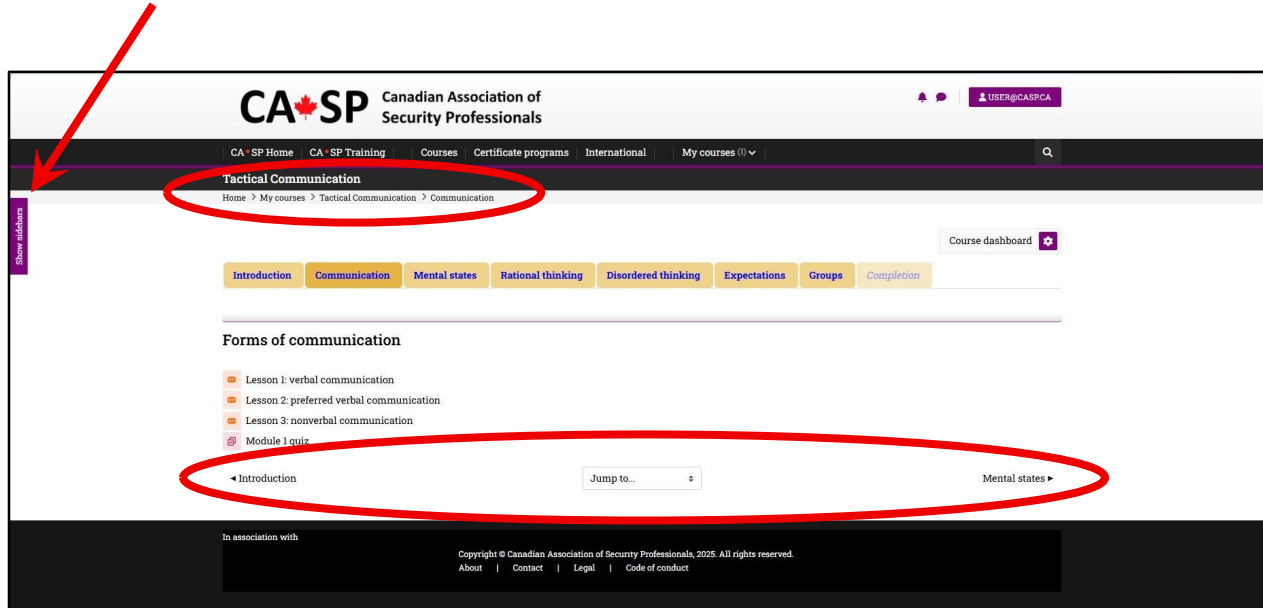 CA SP Canadian Association of
Security Professionals
USER@CASP.CA
CA*SP Home CA*SP Training Courses Certificate programs International My courses (1)
Tactical Communication
Home > My courses > Tactical Communication > Communication
Show sidebars
Course dashboard
Introduction Communication Mental states Rational thinking Disordered thinking Expectations Groups Completion
Forms of communication
Lesson 1: verbal communication
Lesson 2: preferred verbal communication
Lesson 3: nonverbal communication
Module 1 quiz
◄ Introduction Jump to... Mental states ►
In association with
Copyright © Canadian Association of Security Professionals, 2025. All rights reserved.
About | Contact | Legal | Code of conduct